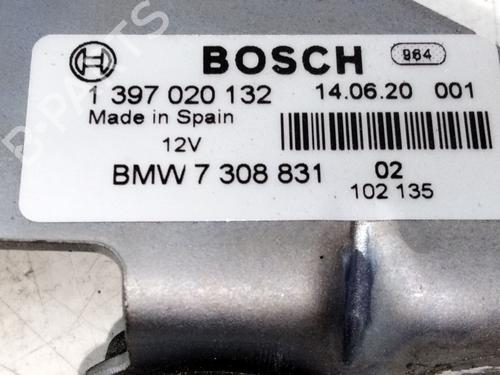 BOSCH 964
1 397 020 132 14.06.20 001
Made in Spain
12V
BMW 7 308 831 02
102 135
B-PARTS